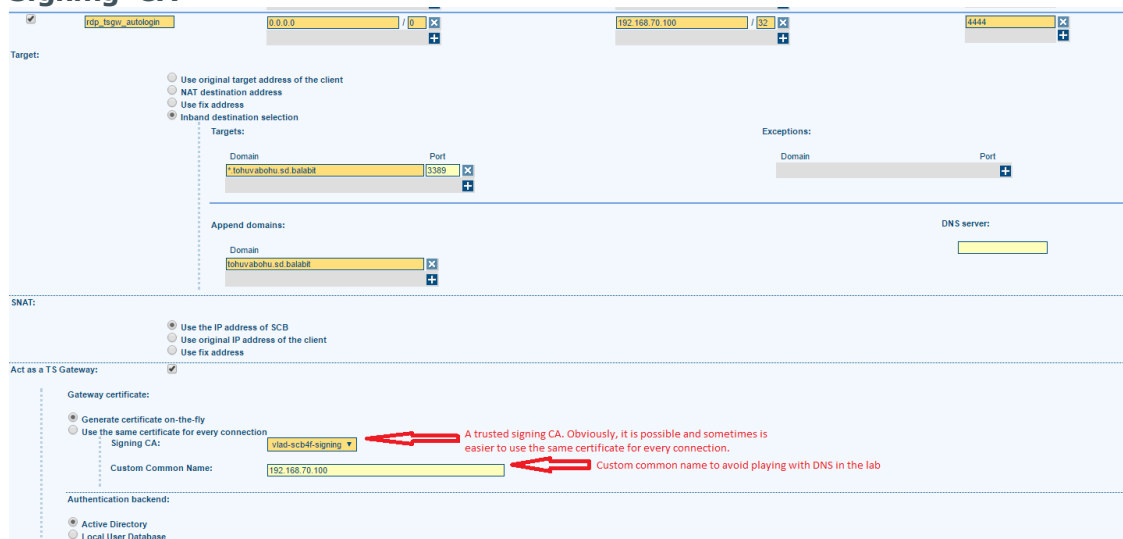 Signing CA
rdp_tsgw_autologin 0.0.0.0 / 0 192.168.70.100 / 32 4444
Target:
Use original target address of the client
NAT destination address
Use fix address
Inband destination selection
Targets: Exceptions:
Domain Port Domain Port
*.tohuvabohu.sd.balabit 3389
Append domains: DNS server:
Domain
tohuvabohu.sd.balabit
SNAT:
Use the IP address of SCB
Use original IP address of the client
Use fix address
Act as a TS Gateway:
Gateway certificate:
Generate certificate on-the-fly
Use the same certificate for every connection
Signing CA: vlad-scb4f-signing
A trusted signing CA. Obviously, it is possible and sometimes is
easier to use the same certificate for every connection.
Custom Common Name: 192.168.70.100
Custom common name to avoid playing with DNS in the lab
Authentication backend:
Active Directory
Local User Database